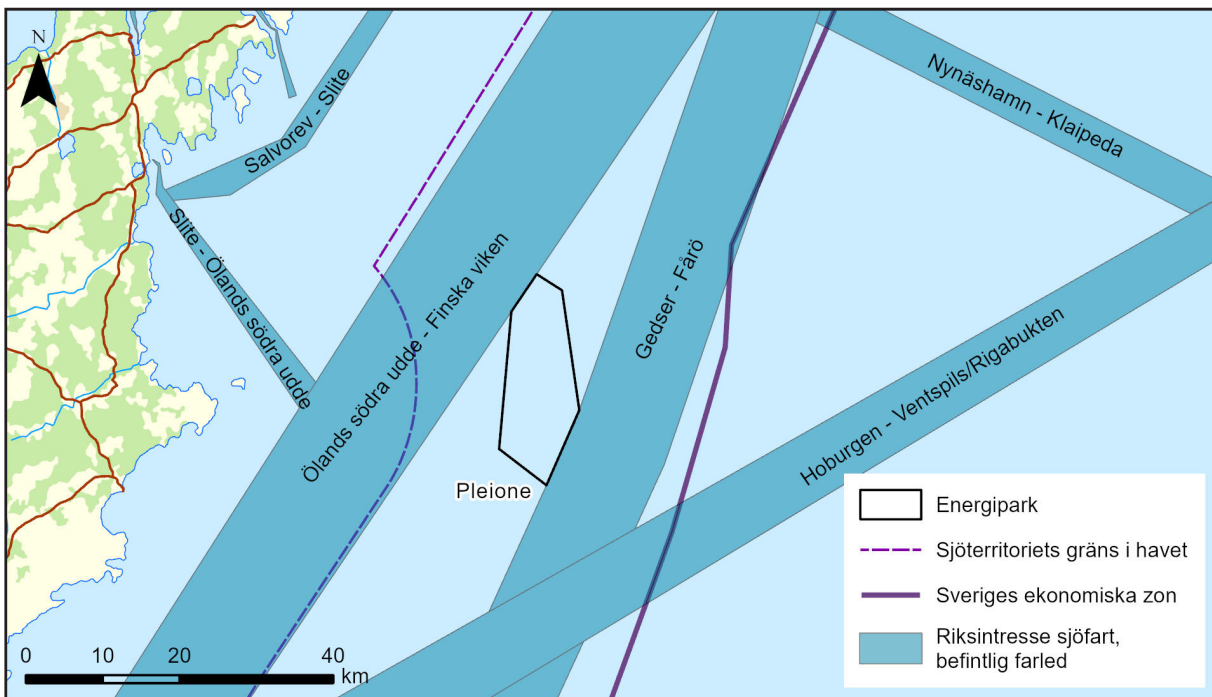 N
Salvorev - Slite
Slite - Ölands södra udde
Ölands södra udde - Finska viken
Gedser - Fårö
Nynäshamn - Klaipeda
Hoburgen - Ventspils/Rigabukten
Pleione
Energipark
Sjöterritoriets gräns i havet
Sveriges ekonomiska zon
Riksintresse sjöfart,
befintlig farled
0 10 20 40
km